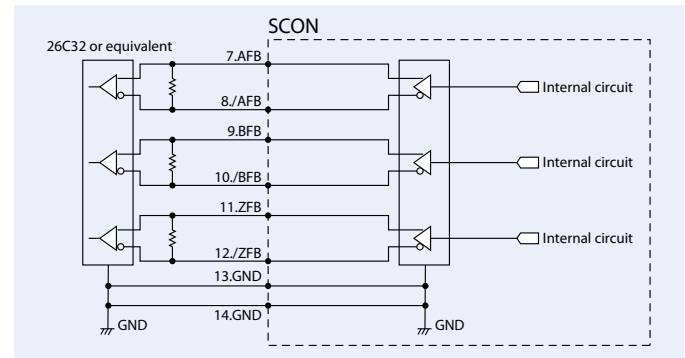 SCON
26C32 or equivalent
7.AFB
Internal circuit
8./AFB
9.BFB
Internal circuit
10./BFB
11.ZFB
Internal circuit
12./ZFB
13.GND
14.GND
GND
GND